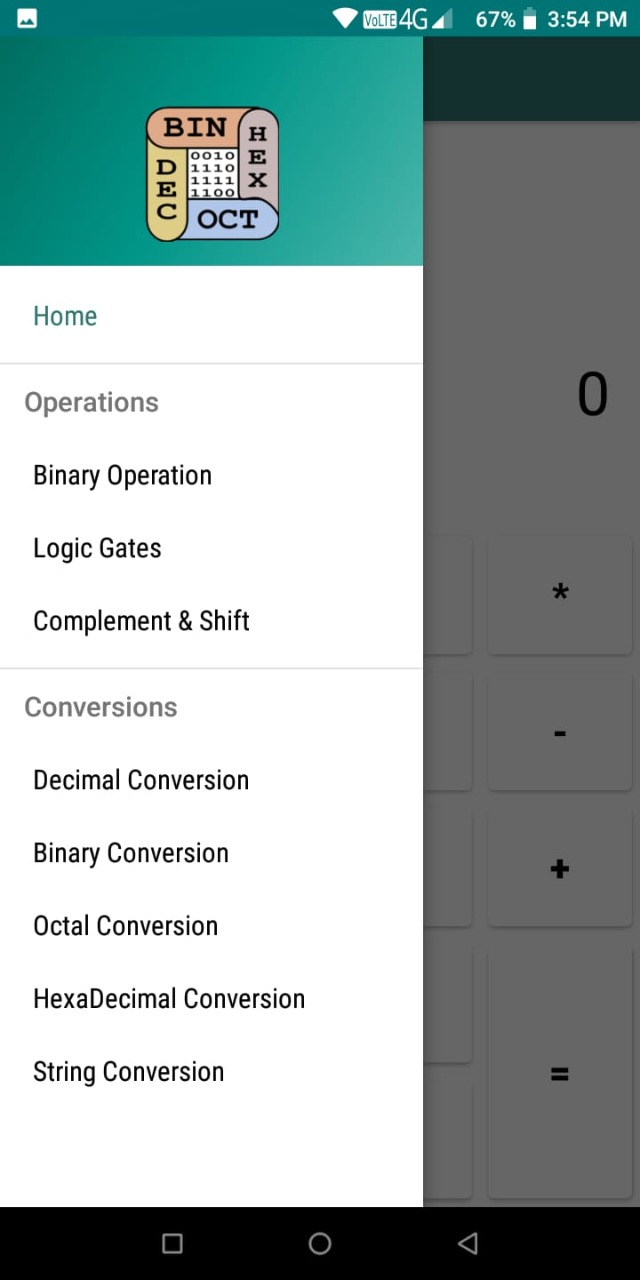 VoLTE 4G 67% 3:54 PM
BIN
HEX
DEC
0010
1110
1111
1100
OCT
Home
0
Operations
Binary Operation
Logic Gates
*
Complement & Shift
Conversions
-
Decimal Conversion
Binary Conversion
+
Octal Conversion
HexaDecimal Conversion
String Conversion
=